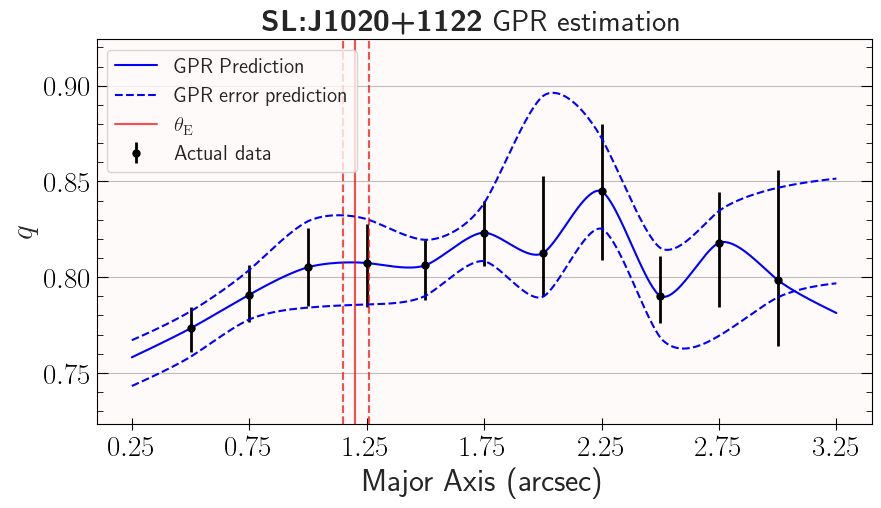 SL:J1020+1122 GPR estimation
GPR Prediction
GPR error prediction
θ_E
Actual data
q
0.90
0.85
0.80
0.75
0.25 0.75 1.25 1.75 2.25 2.75 3.25
Major Axis (arcsec)